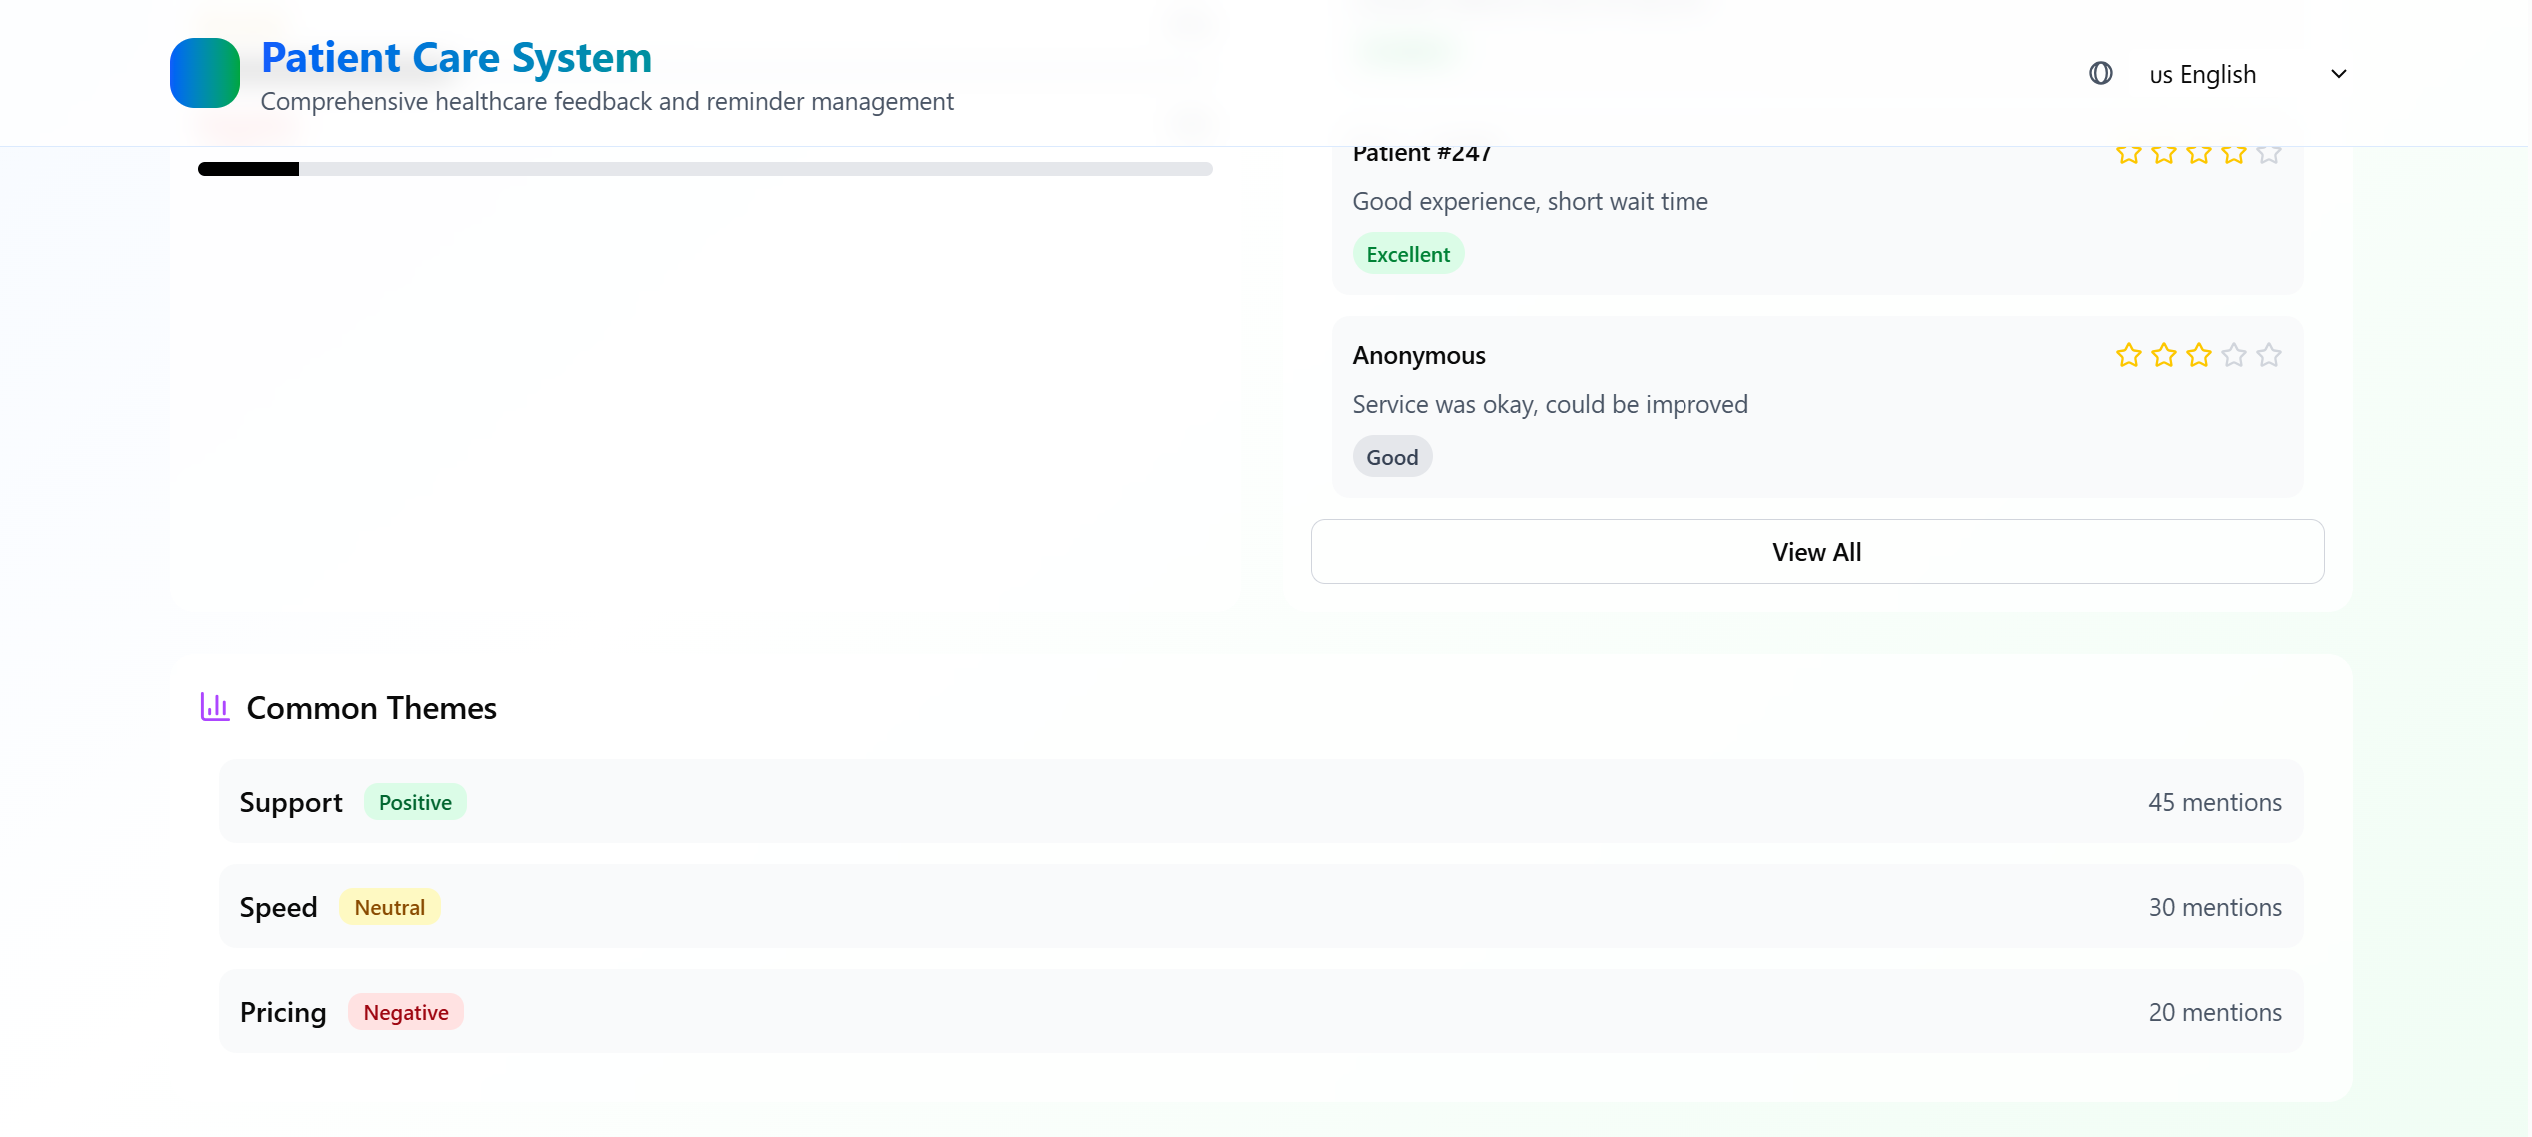 Patient Care System
Comprehensive healthcare feedback and reminder management
us English
Patient #247
Good experience, short wait time
Excellent
Anonymous
Service was okay, could be improved
Good
View All
Common Themes
Support Positive 45 mentions
Speed Neutral 30 mentions
Pricing Negative 20 mentions